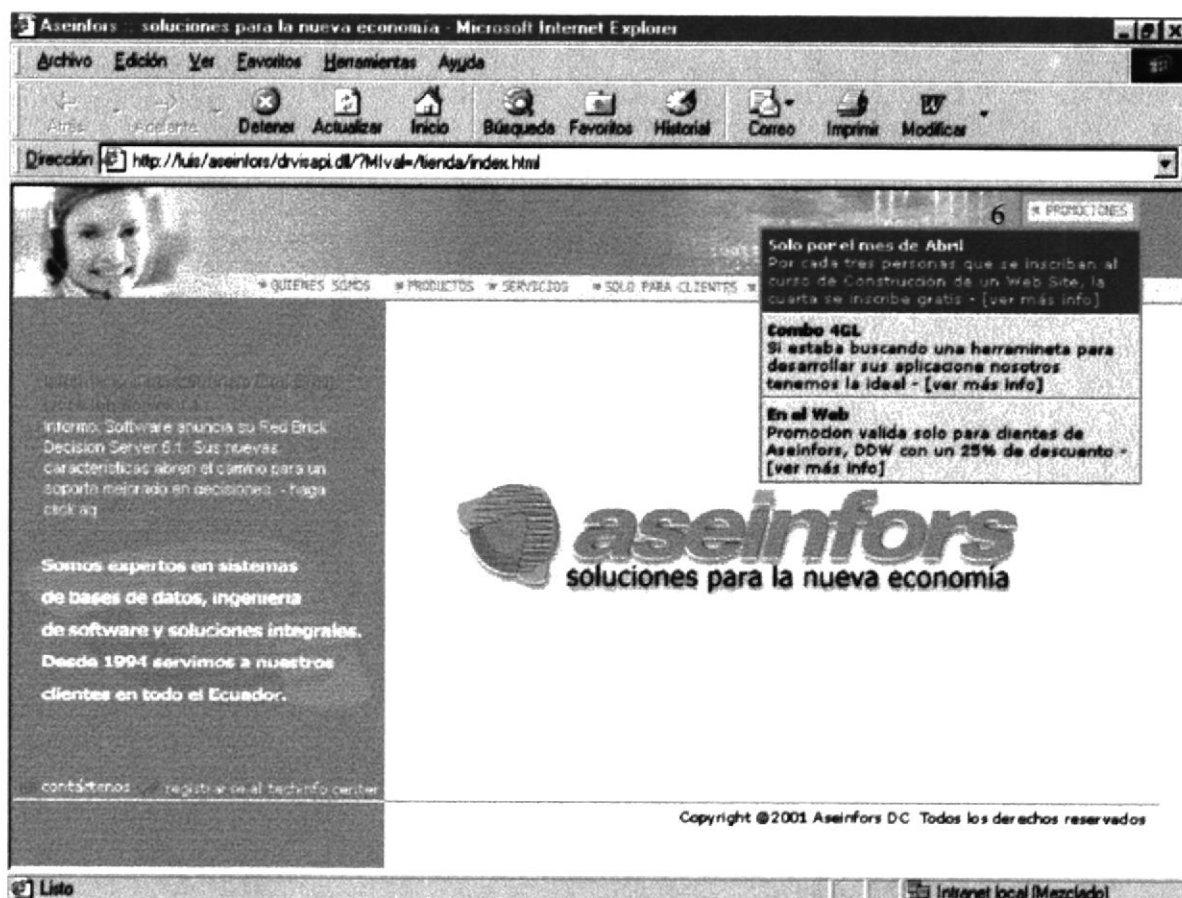 Aseinfors :: soluciones para la nueva economía - Microsoft Internet Explorer
Archivo Edición Ver Favoritos Herramientas Ayuda
Atrás Adelante Detener Actualizar Inicio Búsqueda Favoritos Historial Correo Imprimir Modificar
Dirección http://luis/aseinfors/drvisapi.dll/?MIval=/tienda/index.html
6 PROMOCIONES
Solo por el mes de Abril
Por cada tres personas que se inscriban al
curso de Construccion de un Web Site, la
cuarta se inscribe gratis - [ver más info]
QUIENES SOMOS PRODUCTOS SERVICIOS SOLO PARA CLIENTES
Combo 4GL
Si estaba buscando una herramineta para
desarrollar sus aplicacione nosotros
tenemos la ideal - [ver más info]
En el Web
Promocion valida solo para clientes de
Aseinfors, DDW con un 25% de descuento -
[ver más info]
Informix Software anuncia su Red Brick
Decision Server 6.1. Sus nuevas
características abren el camino para un
soporte mejorado en decisiones. - haga
click aq
aseinfors
soluciones para la nueva economía
Somos expertos en sistemas
de bases de datos, ingeniería
de software y soluciones integrales.
Desde 1994 servimos a nuestros
clientes en todo el Ecuador.
contáctenos registrarse al techinfo center
Copyright @2001 Aseinfors DC Todos los derechos reservados
Listo Intranet local (Mezclado)